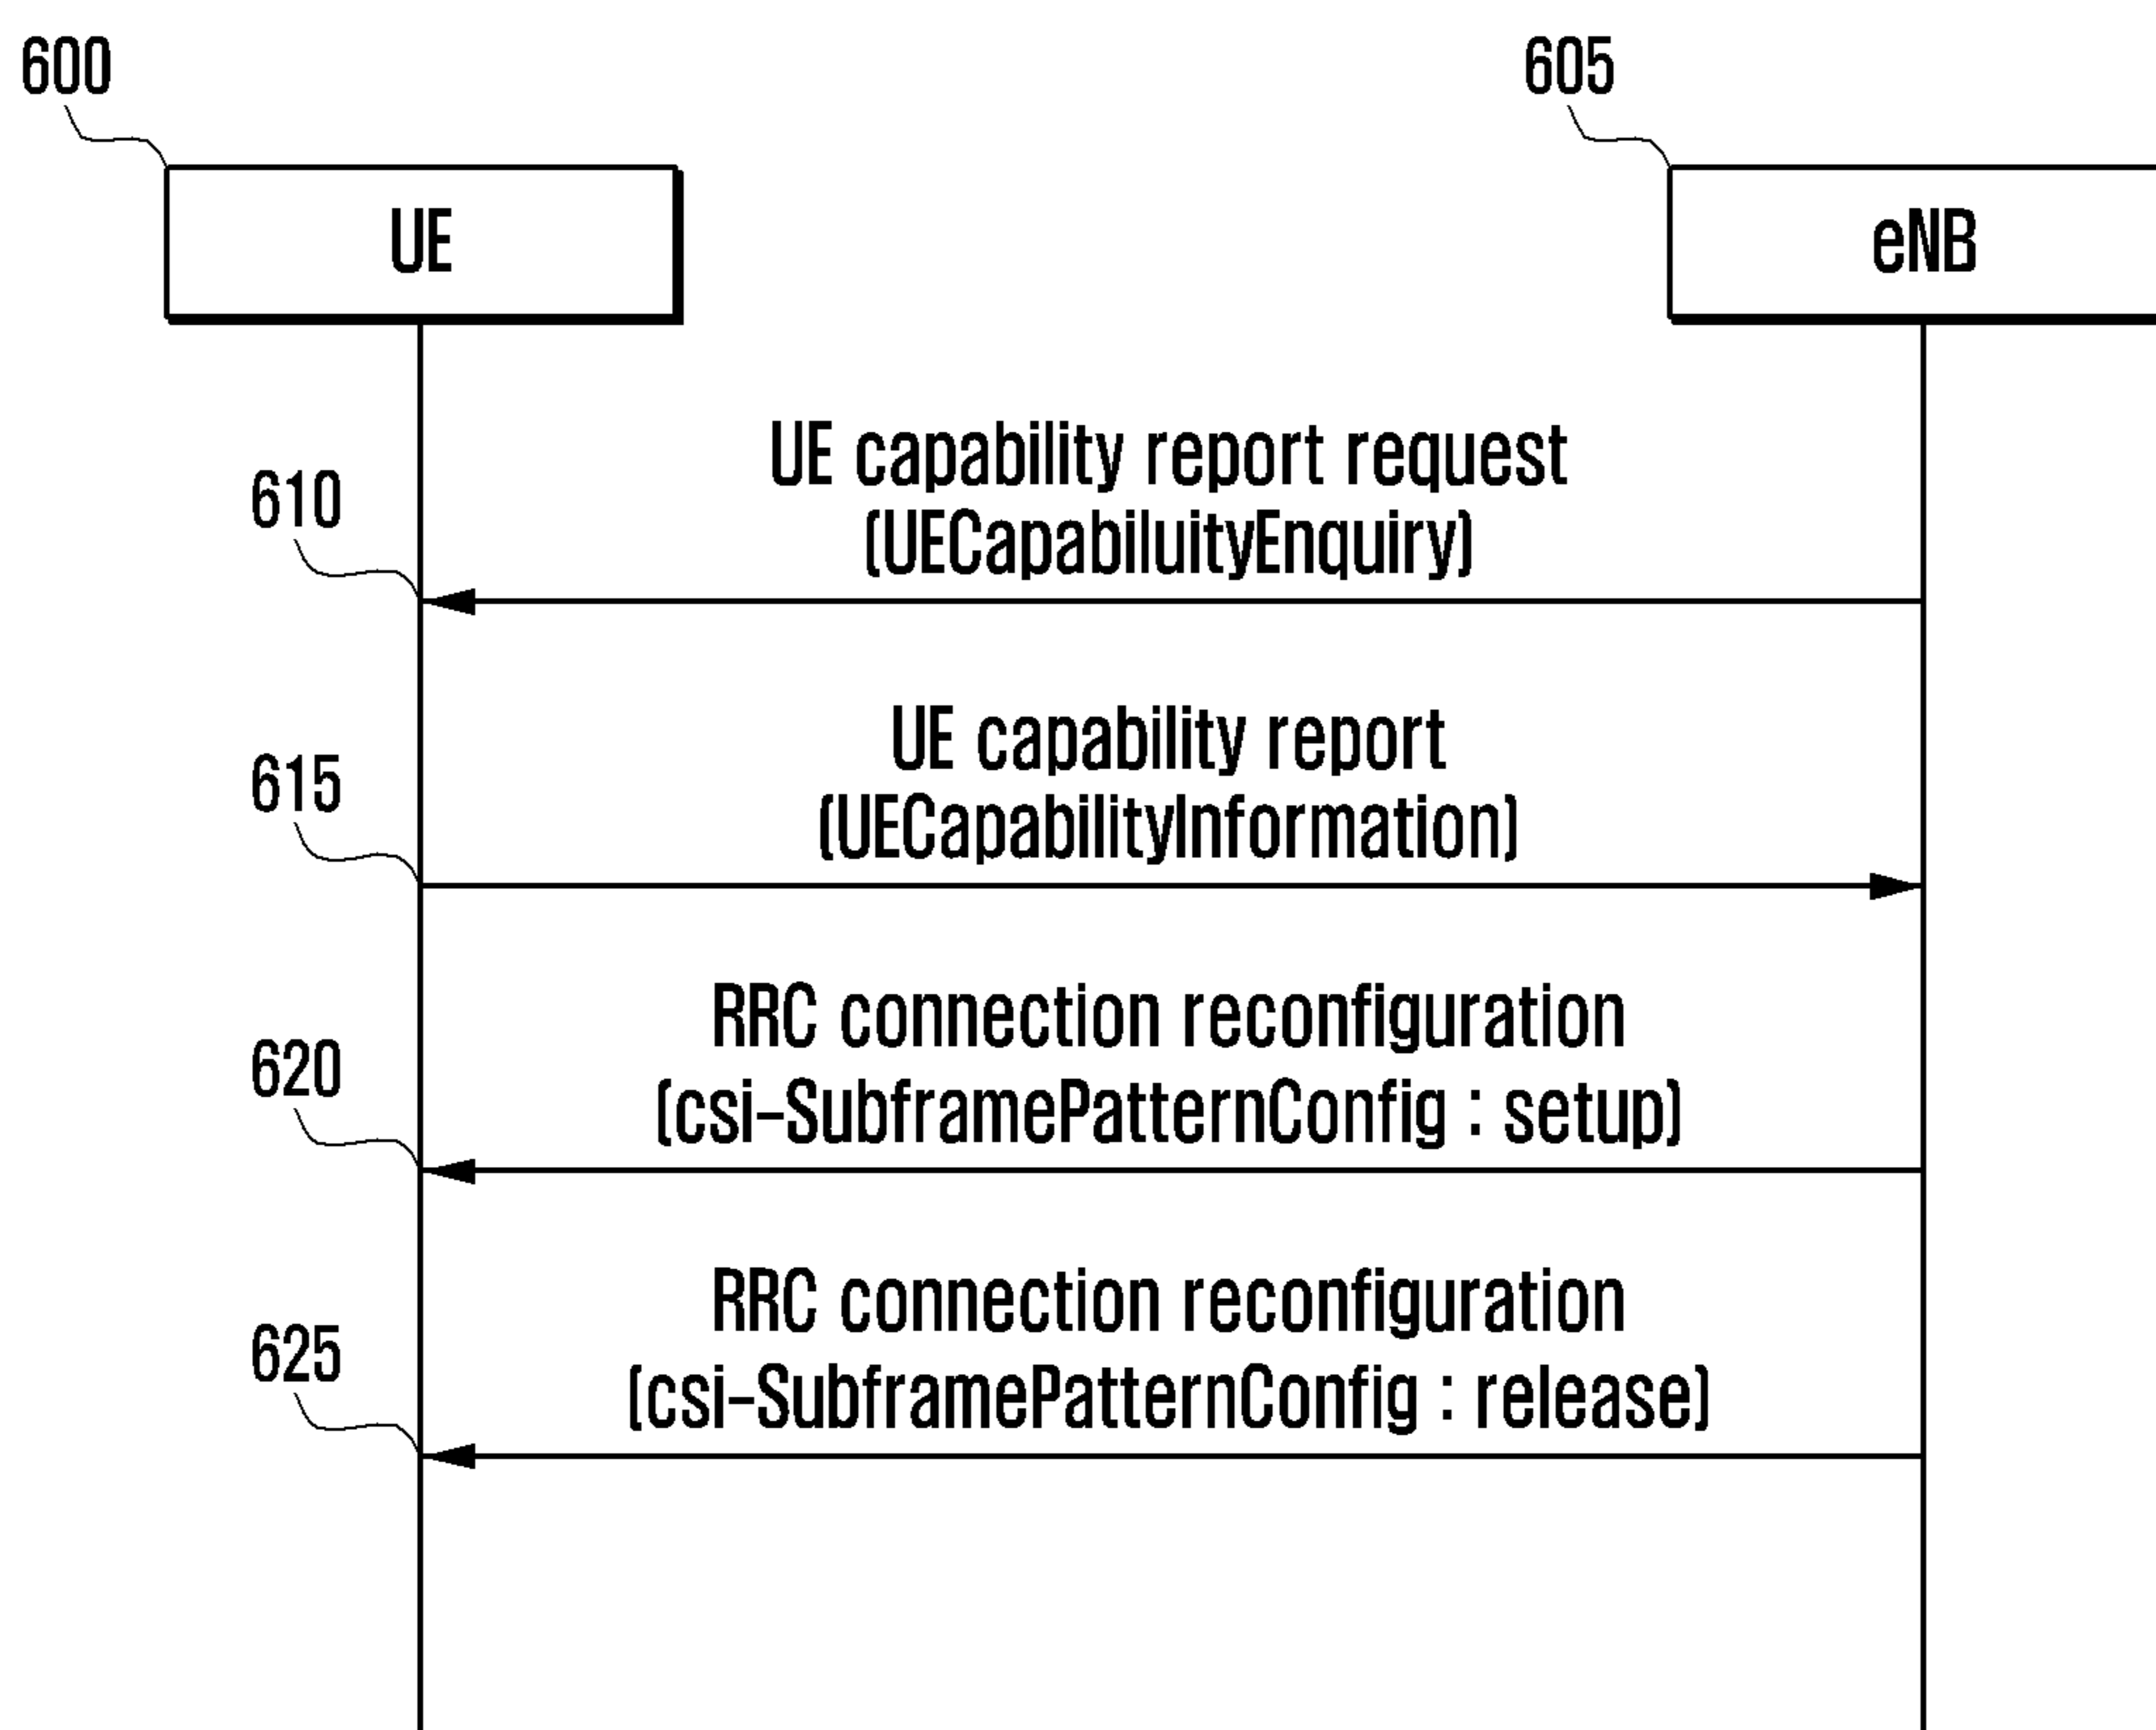 600
605
UE
eNB
UE capability report request
610
(UECapabiluityEnquiry)
UE capability report
615
(UECapabilityInformation)
RRC connection reconfiguration
620
(csi-SubframePatternConfig : setup)
RRC connection reconfiguration
625
(csi-SubframePatternConfig : release)